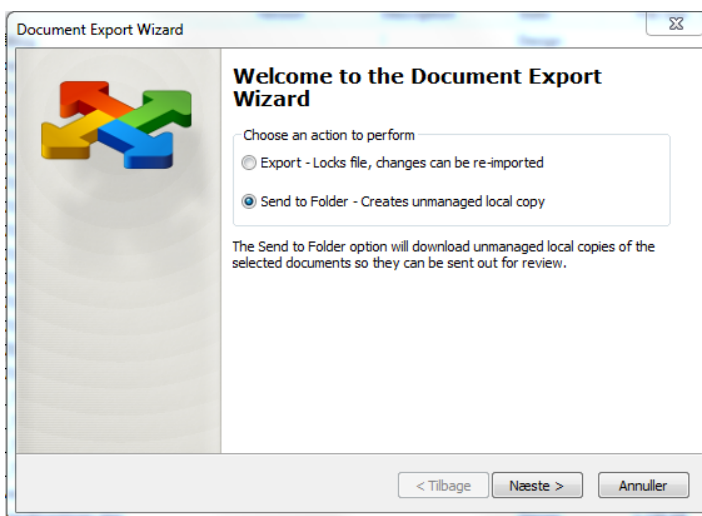 Document Export Wizard
Welcome to the Document Export
Wizard
Choose an action to perform
Export - Locks file, changes can be re-imported
Send to Folder - Creates unmanaged local copy
The Send to Folder option will download unmanaged local copies of the
selected documents so they can be sent out for review.
< Tilbage
Næste >
Annuller